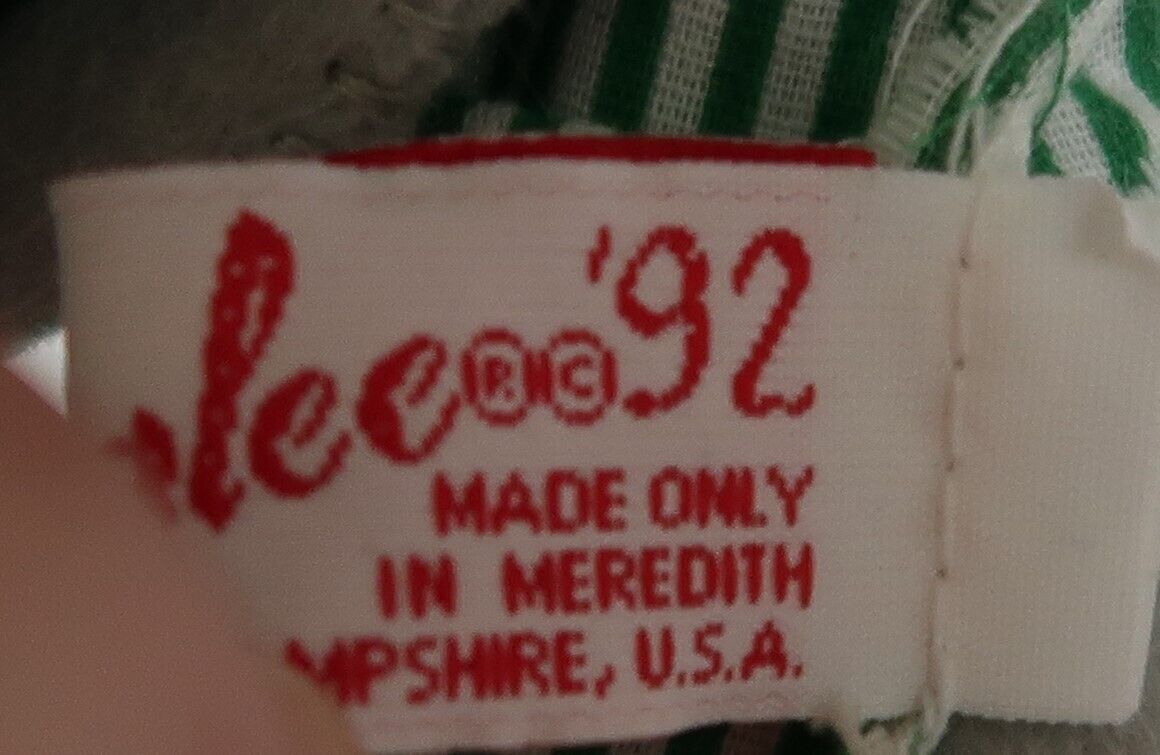 lee®©'92
MADE ONLY
IN MEREDITH
MPSHIRE, U.S.A.